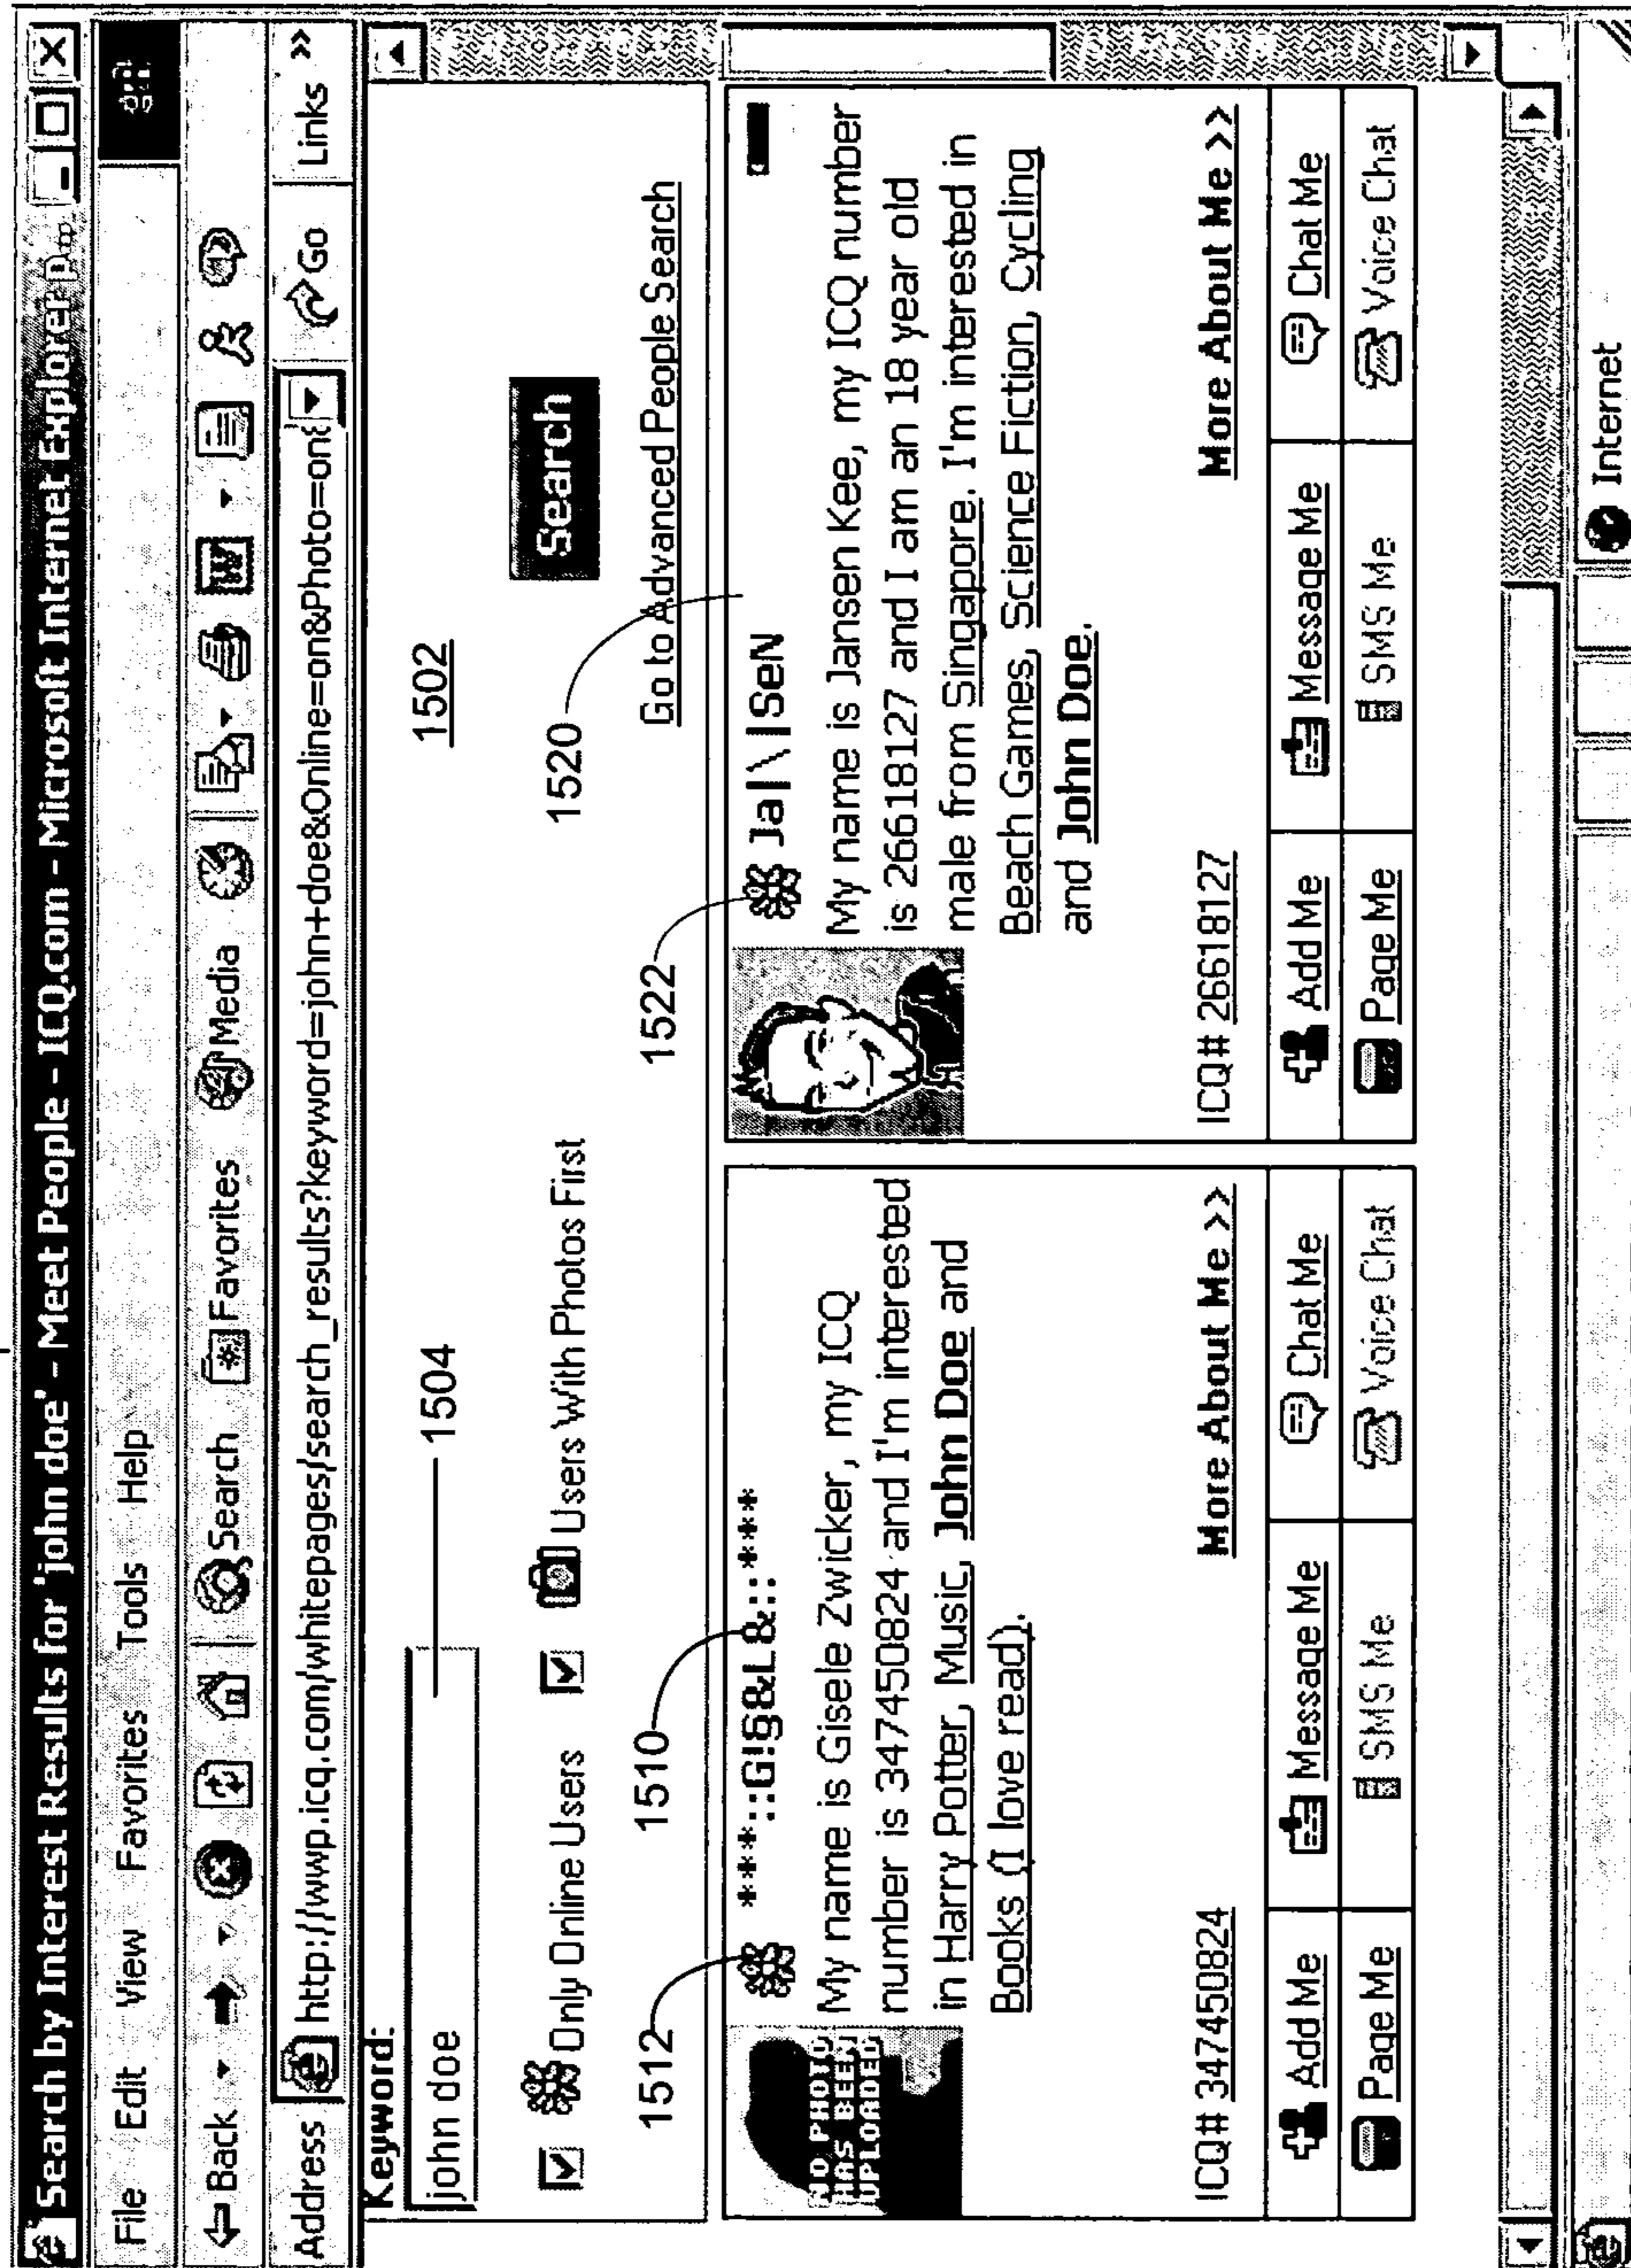 Search by Interest Results for 'john doe' - Meet People - ICQ.com - Microsoft Internet Explorer p...
File Edit View Favorites Tools Help
Back Search Favorites Media
Address http://wwp.icq.com/whitepages/search_results?keyword=john+doe&Online=on&Photo=on& Go Links »
Keyword:
john doe
1504
1502
Only Online Users Users With Photos First
Search
1512 1510 1522 1520
Go to Advanced People Search
NO PHOTO
HAS BEEN
UPLOADED
***::G!§&L&::***
My name is Gisele Zwicker, my ICQ
number is 347450824 and I'm interested
in Harry Potter, Music, John Doe and
Books (I love read).
More About Me >>
ICQ# 347450824
Add Me Message Me Chat Me
Page Me SMS Me Voice Chat
Ja|\|SeN
My name is Jansen Kee, my ICQ number
is 26618127 and I am an 18 year old
male from Singapore. I'm interested in
Beach Games, Science Fiction, Cycling
and John Doe.
More About Me >>
ICQ# 26618127
Add Me Message Me Chat Me
Page Me SMS Me Voice Chat
Internet